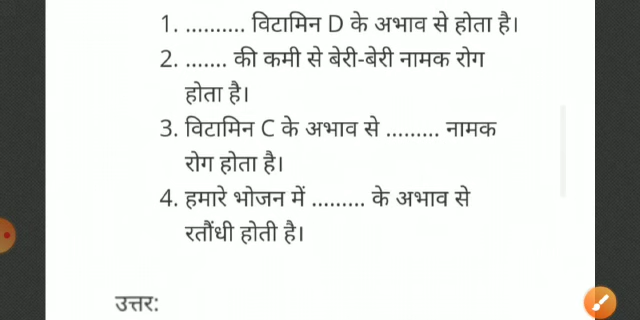 1. .......... विटामिन D के अभाव से होता है।
2. ....... की कमी से बेरी-बेरी नामक रोग
होता है।
3. विटामिन C के अभाव से ......... नामक
रोग होता है।
4. हमारे भोजन में ......... के अभाव से
रतौंधी होती है।
उत्तर: